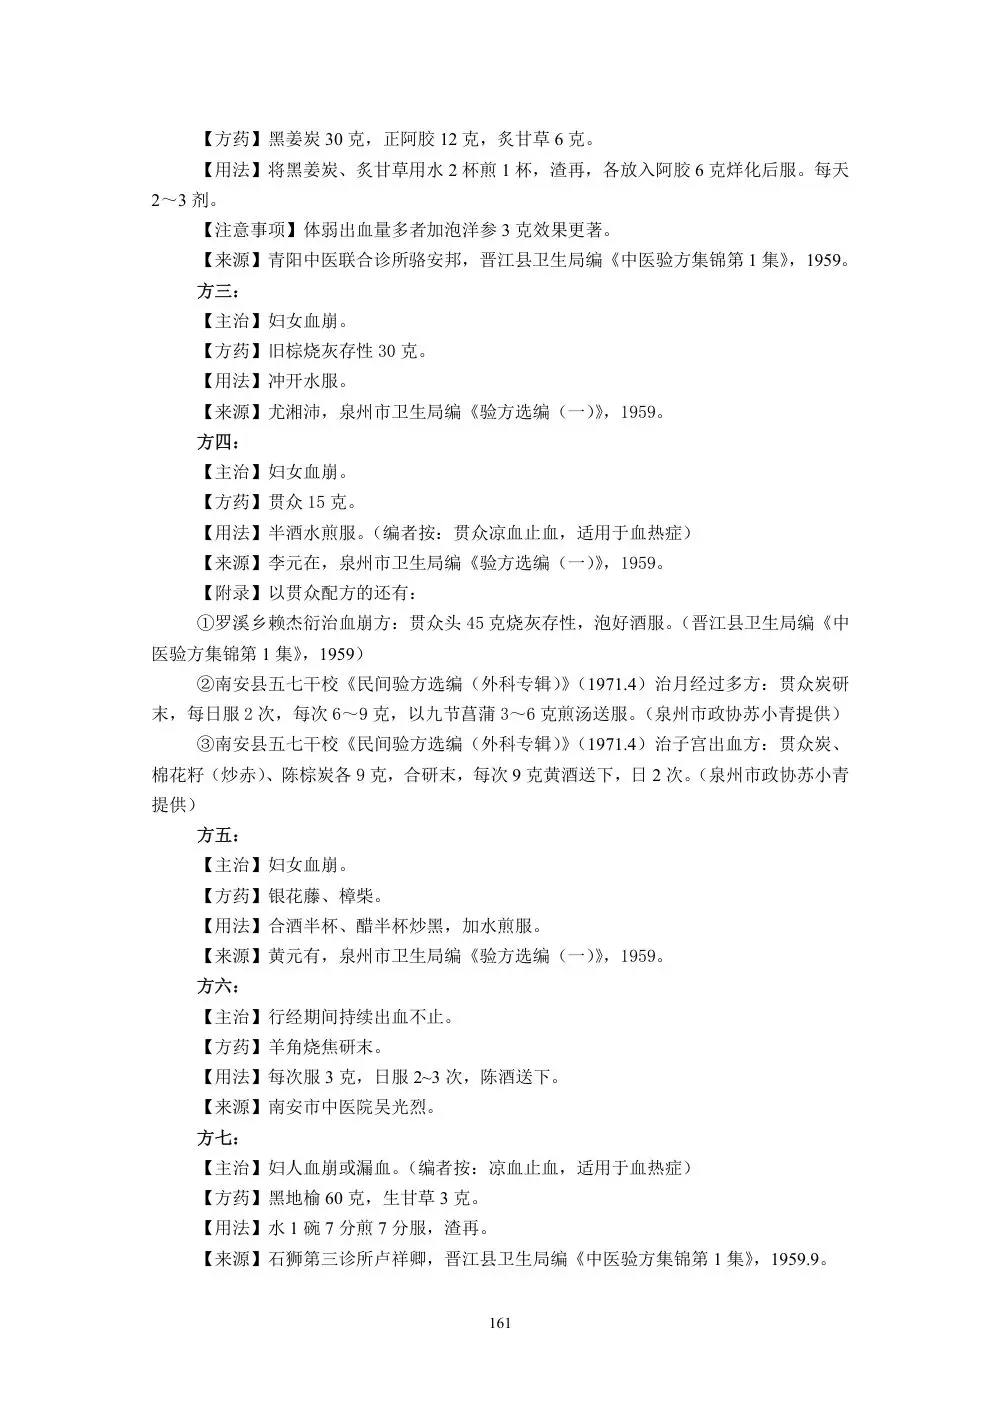 【方药】黑姜炭 30 克，正阿胶 12 克，炙甘草 6 克。
【用法】将黑姜炭、炙甘草用水 2 杯煎 1 杯，渣再，各放入阿胶 6 克烊化后服。每天
2～3 剂。
【注意事项】体弱出血量多者加泡洋参 3 克效果更著。
【来源】青阳中医联合诊所骆安邦，晋江县卫生局编《中医验方集锦第 1 集》，1959。
方三：
【主治】妇女血崩。
【方药】旧棕烧灰存性 30 克。
【用法】冲开水服。
【来源】尤湘沛，泉州市卫生局编《验方选编（一）》，1959。
方四：
【主治】妇女血崩。
【方药】贯众 15 克。
【用法】半酒水煎服。（编者按：贯众凉血止血，适用于血热症）
【来源】李元在，泉州市卫生局编《验方选编（一）》，1959。
【附录】以贯众配方的还有：
①罗溪乡赖杰衍治血崩方：贯众头 45 克烧灰存性，泡好酒服。（晋江县卫生局编《中
医验方集锦第 1 集》，1959）
②南安县五七干校《民间验方选编（外科专辑）》（1971.4）治月经过多方：贯众炭研
末，每日服 2 次，每次 6～9 克，以九节菖蒲 3～6 克煎汤送服。（泉州市政协苏小青提供）
③南安县五七干校《民间验方选编（外科专辑）》（1971.4）治子宫出血方：贯众炭、
棉花籽（炒赤）、陈棕炭各 9 克，合研末，每次 9 克黄酒送下，日 2 次。（泉州市政协苏小青
提供）
方五：
【主治】妇女血崩。
【方药】银花藤、樟柴。
【用法】合酒半杯、醋半杯炒黑，加水煎服。
【来源】黄元有，泉州市卫生局编《验方选编（一）》，1959。
方六：
【主治】行经期间持续出血不止。
【方药】羊角烧焦研末。
【用法】每次服 3 克，日服 2~3 次，陈酒送下。
【来源】南安市中医院吴光烈。
方七：
【主治】妇人血崩或漏血。（编者按：凉血止血，适用于血热症）
【方药】黑地榆 60 克，生甘草 3 克。
【用法】水 1 碗 7 分煎 7 分服，渣再。
【来源】石狮第三诊所卢祥卿，晋江县卫生局编《中医验方集锦第 1 集》，1959.9。
161